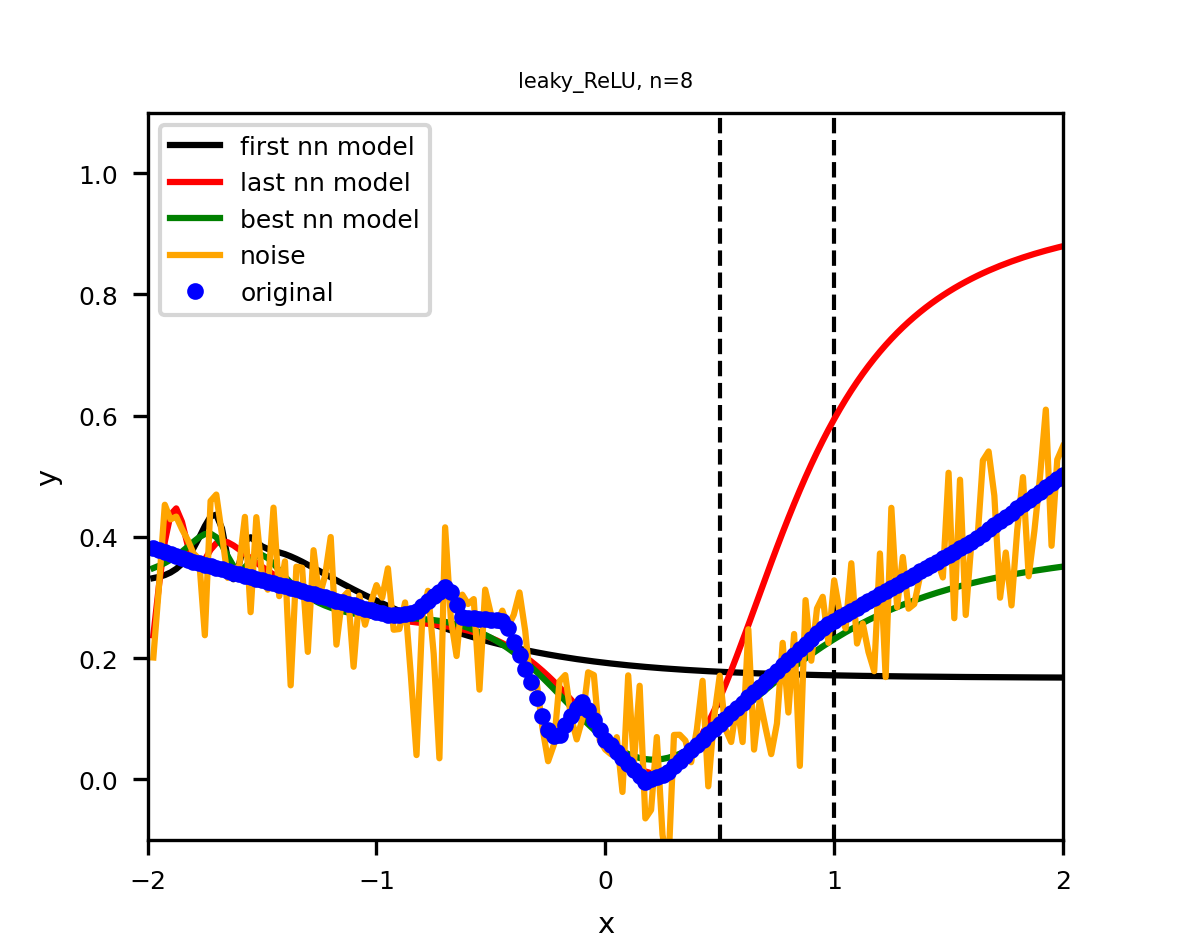 leaky_ReLU, n=8
first nn model
last nn model
best nn model
noise
original
1.0
0.8
0.6
0.4
0.2
0.0
y
−2
−1
0
1
2
x